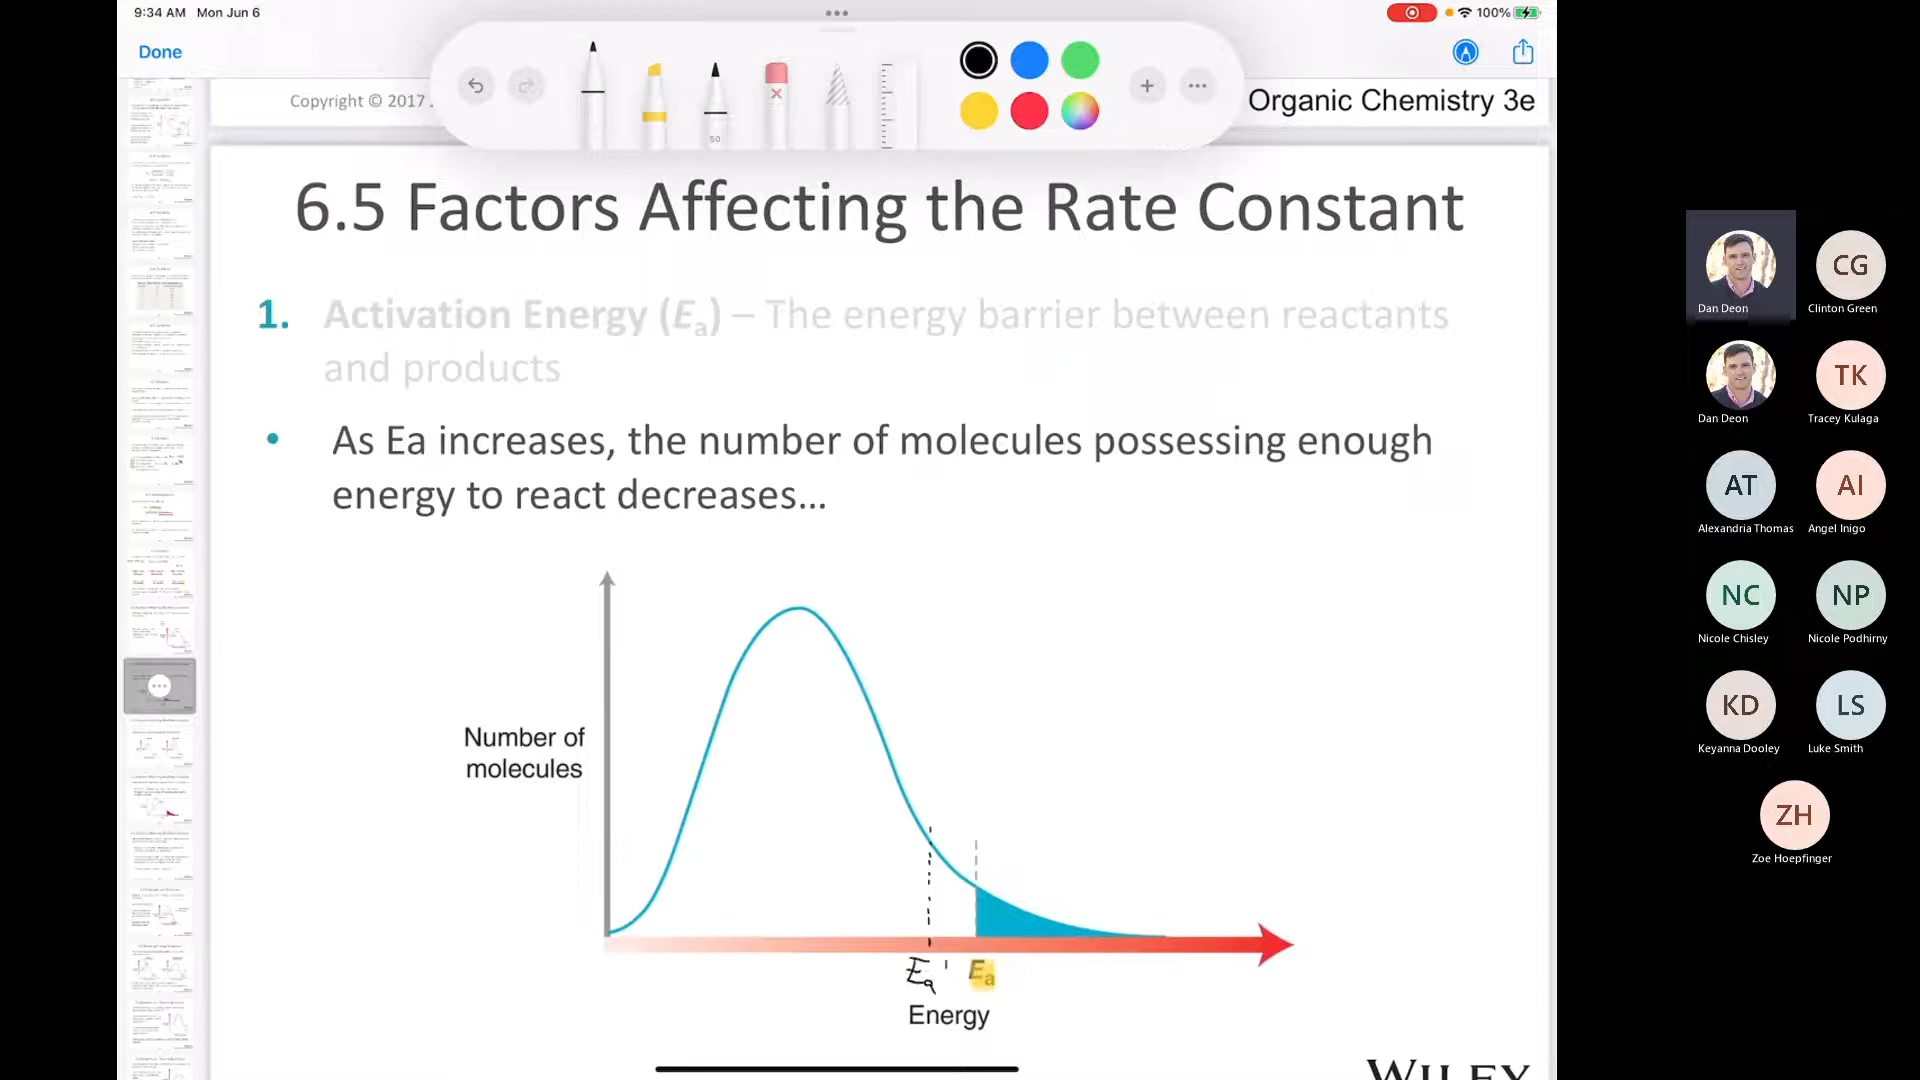 9:34 AM Mon Jun 6
100%
Done
50
Copyright © 2017
Organic Chemistry 3e
6.5 Factors Affecting the Rate Constant
1. Activation Energy (Ea) – The energy barrier between reactants
and products
• As Ea increases, the number of molecules possessing enough
energy to react decreases...
Number of
molecules
Ea' Ea
Energy
WILEY
Dan Deon
CG
Clinton Green
Dan Deon
TK
Tracey Kulaga
AT
Alexandria Thomas
AI
Angel Inigo
NC
Nicole Chisley
NP
Nicole Podhirny
KD
Keyanna Dooley
LS
Luke Smith
ZH
Zoe Hoepfinger